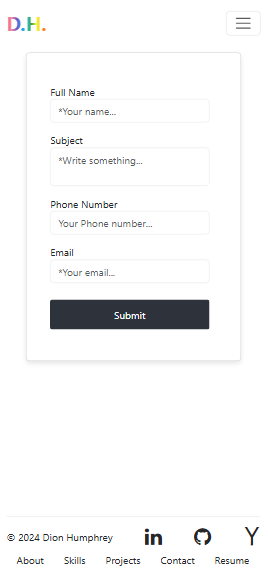 D.H.
Full Name
*Your name...
Subject
*Write something...
Phone Number
Your Phone number...
Email
*Your email...
Submit
© 2024 Dion Humphrey in Y
About Skills Projects Contact Resume